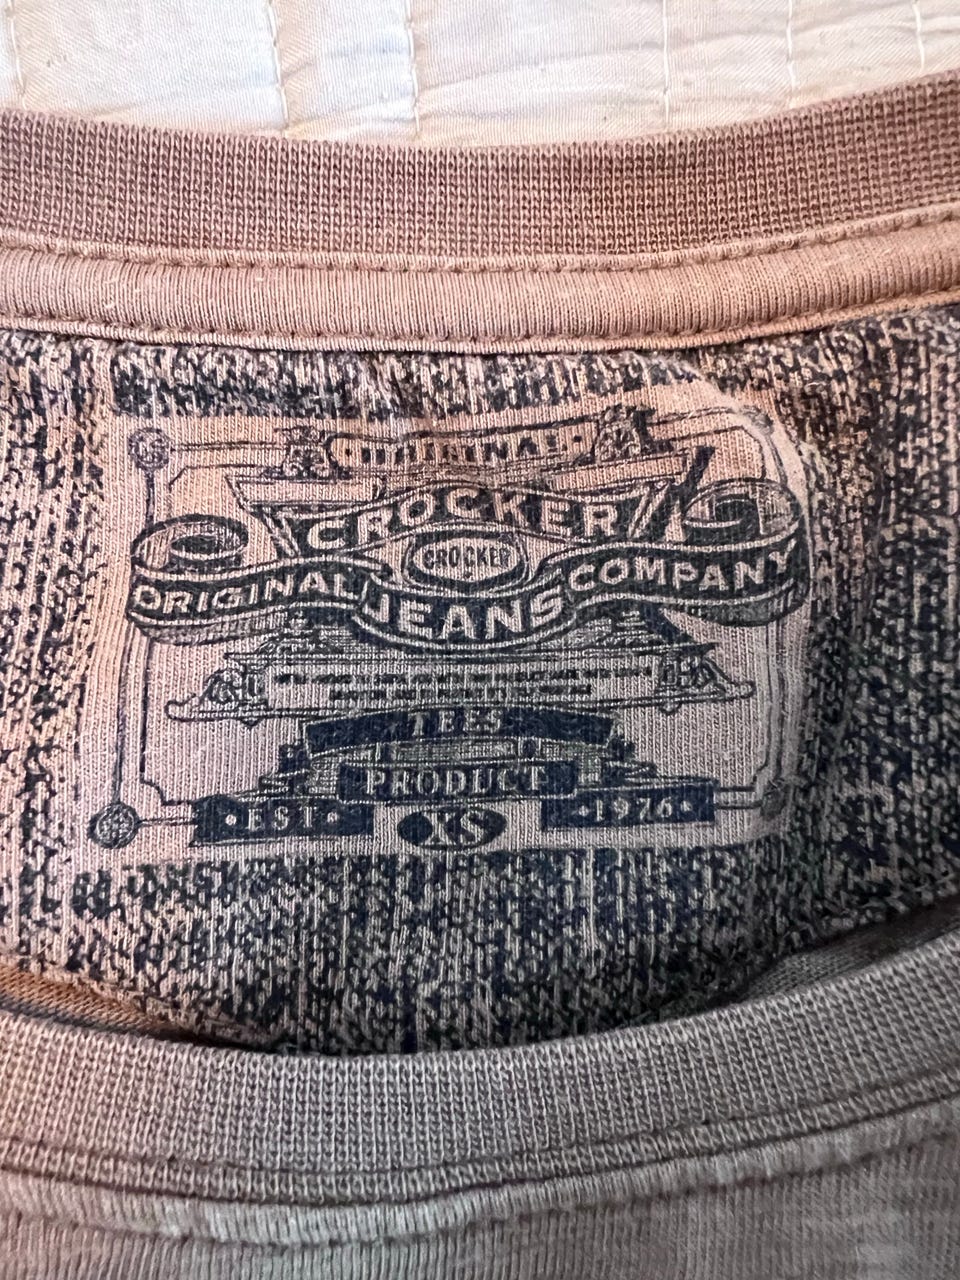 ·ORIGINAL·
CROCKER
CROCKER
ORIGINAL JEANS COMPANY
TEES
PRODUCT
·EST·
XS
·1976·